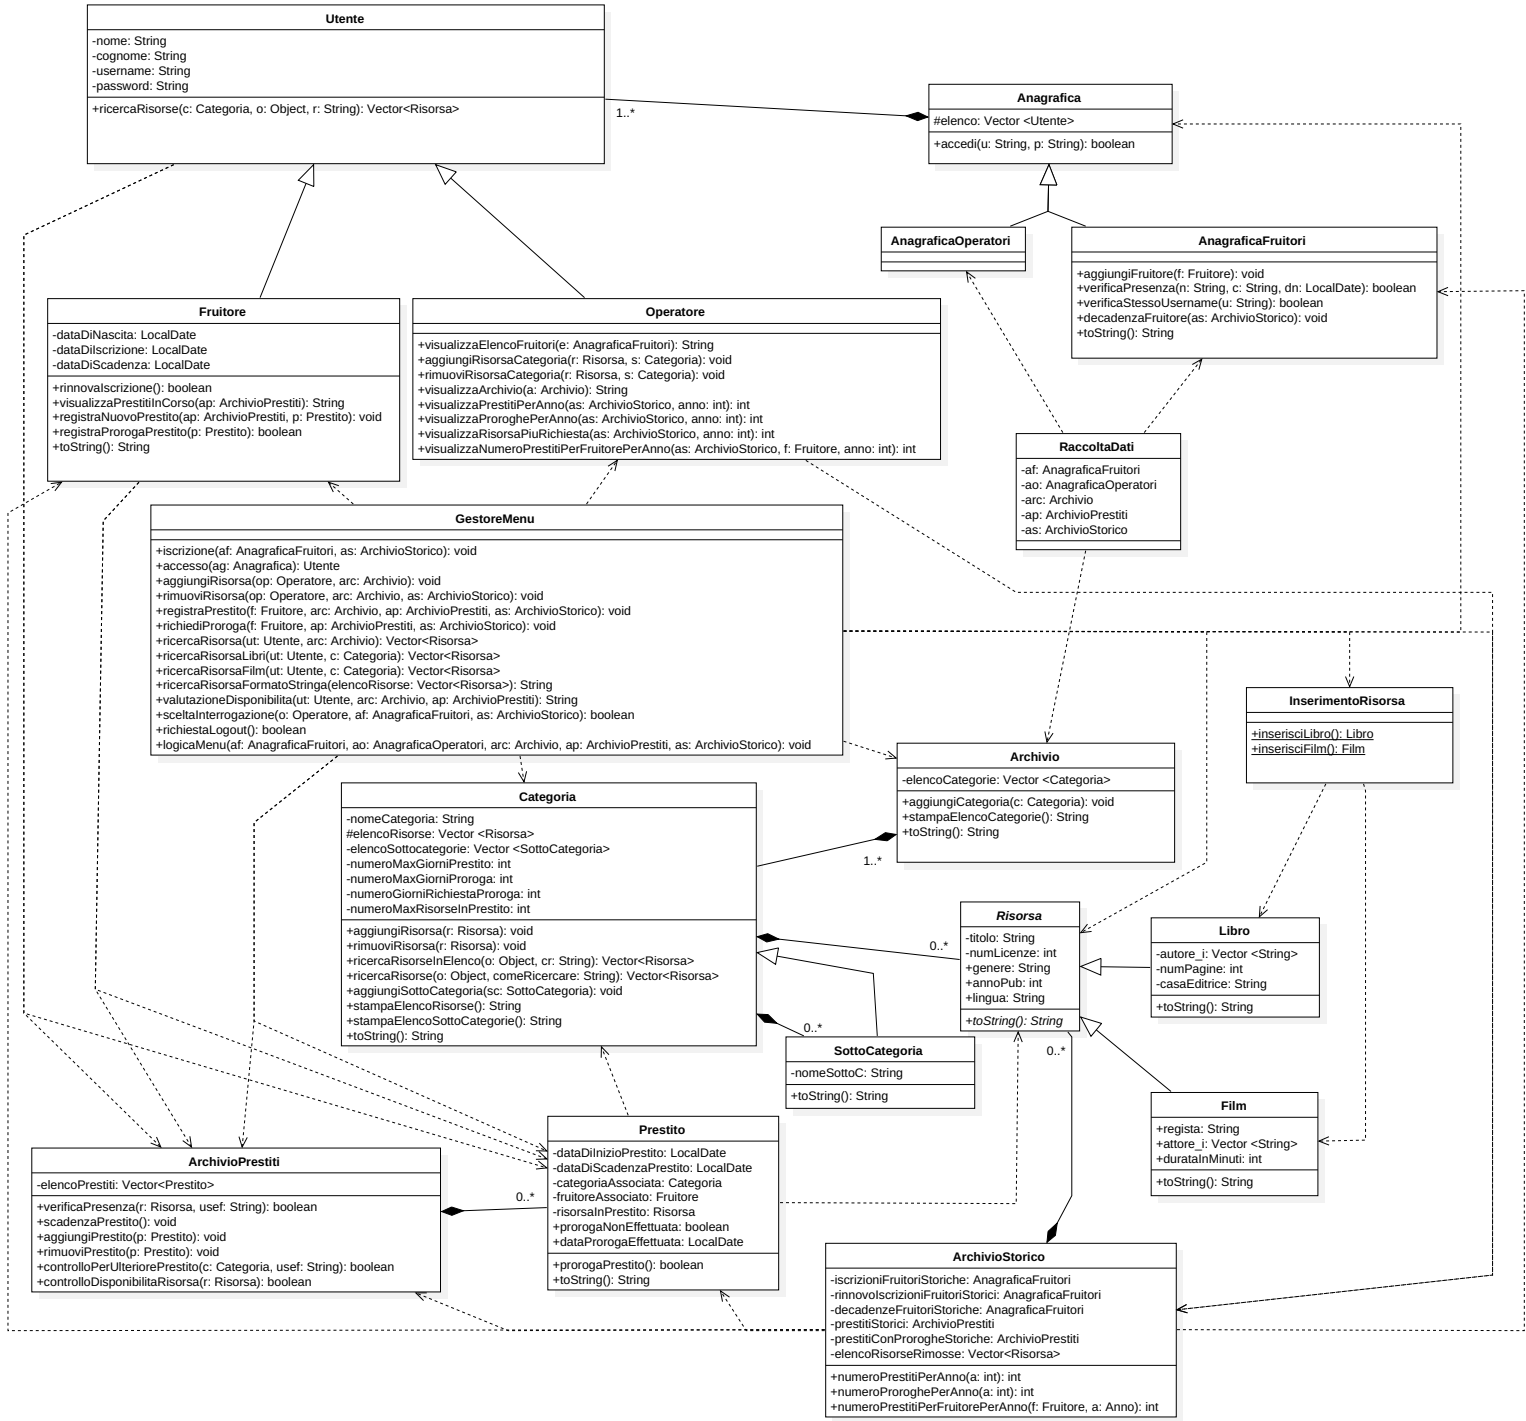 Utente
-nome: String
-cognome: String
-username: String
-password: String
+ricercaRisorse(c: Categoria, o: Object, r: String): Vector<Risorsa>
1..*
Anagrafica
#elenco: Vector <Utente>
+accedi(u: String, p: String): boolean
AnagraficaOperatori
AnagraficaFruitori
+aggiungiFruitore(f: Fruitore): void
+verificaPresenza(n: String, c: String, dn: LocalDate): boolean
+verificaStessoUsername(u: String): boolean
+decadenzaFruitore(as: ArchivioStorico): void
+toString(): String
Fruitore
-dataDiNascita: LocalDate
-dataDiIscrizione: LocalDate
-dataDiScadenza: LocalDate
+rinnovaIscrizione(): boolean
+visualizzaPrestitiInCorso(ap: ArchivioPrestiti): String
+registraNuovoPrestito(ap: ArchivioPrestiti, p: Prestito): void
+registraProrogaPrestito(p: Prestito): boolean
+toString(): String
Operatore
+visualizzaElencoFruitori(e: AnagraficaFruitori): String
+aggiungiRisorsaCategoria(r: Risorsa, s: Categoria): void
+rimuoviRisorsaCategoria(r: Risorsa, s: Categoria): void
+visualizzaArchivio(a: Archivio): String
+visualizzaPrestitiPerAnno(as: ArchivioStorico, anno: int): int
+visualizzaProroghePerAnno(as: ArchivioStorico, anno: int): int
+visualizzaRisorsaPiuRichiesta(as: ArchivioStorico, anno: int): int
+visualizzaNumeroPrestitiPerFruitorePerAnno(as: ArchivioStorico, f: Fruitore, anno: int): int
RaccoltaDati
-af: AnagraficaFruitori
-ao: AnagraficaOperatori
-arc: Archivio
-ap: ArchivioPrestiti
-as: ArchivioStorico
GestoreMenu
+iscrizione(af: AnagraficaFruitori, as: ArchivioStorico): void
+accesso(ag: Anagrafica): Utente
+aggiungiRisorsa(op: Operatore, arc: Archivio): void
+rimuoviRisorsa(op: Operatore, arc: Archivio, as: ArchivioStorico): void
+registraPrestito(f: Fruitore, arc: Archivio, ap: ArchivioPrestiti, as: ArchivioStorico): void
+richiediProroga(f: Fruitore, ap: ArchivioPrestiti, as: ArchivioStorico): void
+ricercaRisorsa(ut: Utente, arc: Archivio): Vector<Risorsa>
+ricercaRisorsaLibri(ut: Utente, c: Categoria): Vector<Risorsa>
+ricercaRisorsaFilm(ut: Utente, c: Categoria): Vector<Risorsa>
+ricercaRisorsaFormatoStringa(elencoRisorse: Vector<Risorsa>): String
+valutazioneDisponibilita(ut: Utente, arc: Archivio, ap: ArchivioPrestiti): String
+sceltaInterrogazione(o: Operatore, af: AnagraficaFruitori, as: ArchivioStorico): boolean
+richiestaLogout(): boolean
+logicaMenu(af: AnagraficaFruitori, ao: AnagraficaOperatori, arc: Archivio, ap: ArchivioPrestiti, as: ArchivioStorico): void
InserimentoRisorsa
+inserisciLibro(): Libro
+inserisciFilm(): Film
Archivio
-elencoCategorie: Vector <Categoria>
+aggiungiCategoria(c: Categoria): void
+stampaElencoCategorie(): String
+toString(): String
1..*
Categoria
-nomeCategoria: String
#elencoRisorse: Vector <Risorsa>
-elencoSottocategorie: Vector <SottoCategoria>
-numeroMaxGiorniPrestito: int
-numeroMaxGiorniProroga: int
-numeroGiorniRichiestaProroga: int
-numeroMaxRisorseInPrestito: int
+aggiungiRisorsa(r: Risorsa): void
+rimuoviRisorsa(r: Risorsa): void
+ricercaRisorseInElenco(o: Object, cr: String): Vector<Risorsa>
+ricercaRisorse(o: Object, comeRicercare: String): Vector<Risorsa>
+aggiungiSottoCategoria(sc: SottoCategoria): void
+stampaElencoRisorse(): String
+stampaElencoSottoCategorie(): String
+toString(): String
0..*
0..*
Risorsa
-titolo: String
-numLicenze: int
+genere: String
+annoPub: int
+lingua: String
+toString(): String
0..*
Libro
-autore_i: Vector <String>
-numPagine: int
-casaEditrice: String
+toString(): String
SottoCategoria
-nomeSottoC: String
+toString(): String
Film
+regista: String
+attore_i: Vector <String>
+durataInMinuti: int
+toString(): String
Prestito
-dataDiInizioPrestito: LocalDate
-dataDiScadenzaPrestito: LocalDate
-categoriaAssociata: Categoria
-fruitoreAssociato: Fruitore
-risorsaInPrestito: Risorsa
+prorogaNonEffettuata: boolean
+dataProrogaEffettuata: LocalDate
+prorogaPrestito(): boolean
+toString(): String
ArchivioPrestiti
-elencoPrestiti: Vector<Prestito>
+verificaPresenza(r: Risorsa, usef: String): boolean
+scadenzaPrestito(): void
+aggiungiPrestito(p: Prestito): void
+rimuoviPrestito(p: Prestito): void
+controlloPerUlteriorePrestito(c: Categoria, usef: String): boolean
+controlloDisponibilitaRisorsa(r: Risorsa): boolean
0..*
ArchivioStorico
-iscrizioniFruitoriStoriche: AnagraficaFruitori
-rinnovoIscrizioniFruitoriStorici: AnagraficaFruitori
-decadenzeFruitoriStoriche: AnagraficaFruitori
-prestitiStorici: ArchivioPrestiti
-prestitiConProrogheStoriche: ArchivioPrestiti
-elencoRisorseRimosse: Vector<Risorsa>
+numeroPrestitiPerAnno(a: int): int
+numeroProroghePerAnno(a: int): int
+numeroPrestitiPerFruitorePerAnno(f: Fruitore, a: Anno): int